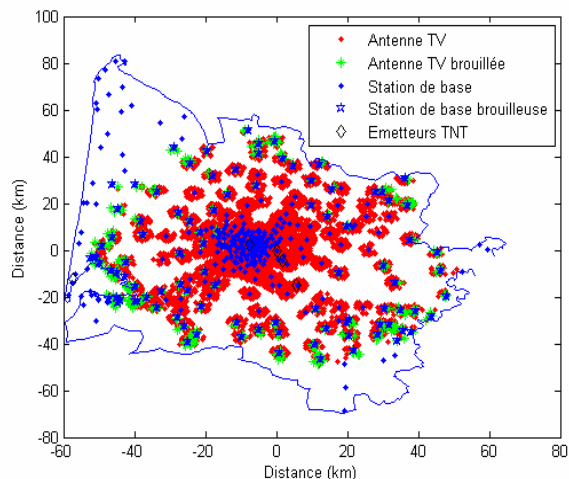 100
80
60
40
20
0
-20
-40
-60
-80
-60
-40
-20
0
20
40
60
80
Distance (km)
Distance (km)
Antenne TV
Antenne TV brouillée
Station de base
Station de base brouilleuse
Emetteurs TNT